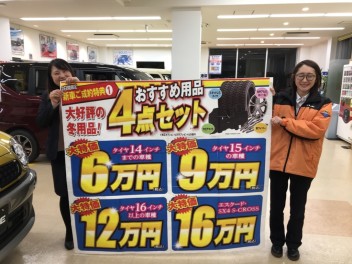 新車ご成約特典①
大好評の
冬用品!
おすすめ用品
4点セット
大特価
タイヤ14インチ
までの車種
6万円
大特価
タイヤ15インチ
の車種
9万円
大特価
タイヤ16インチ
以上の車種
12万円
大特価
エスクード・
SX4 S-CROSS
16万円